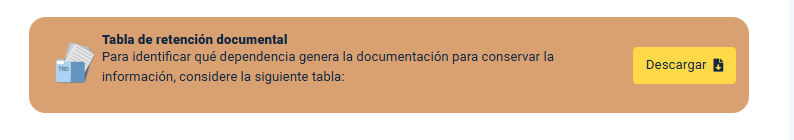 Tabla de retención documental
Para identificar qué dependencia genera la documentación para conservar la
información, considere la siguiente tabla:
TRD
Descargar